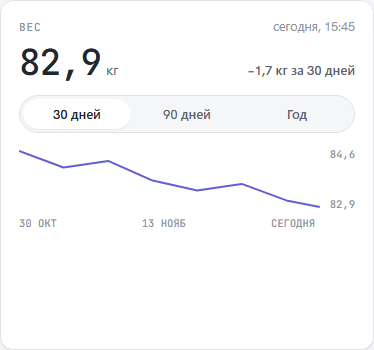 ВЕС
сегодня, 15:45
82,9 кг
−1,7 кг за 30 дней
30 дней
90 дней
Год
84,6
82,9
30 ОКТ
13 НОЯБ
СЕГОДНЯ